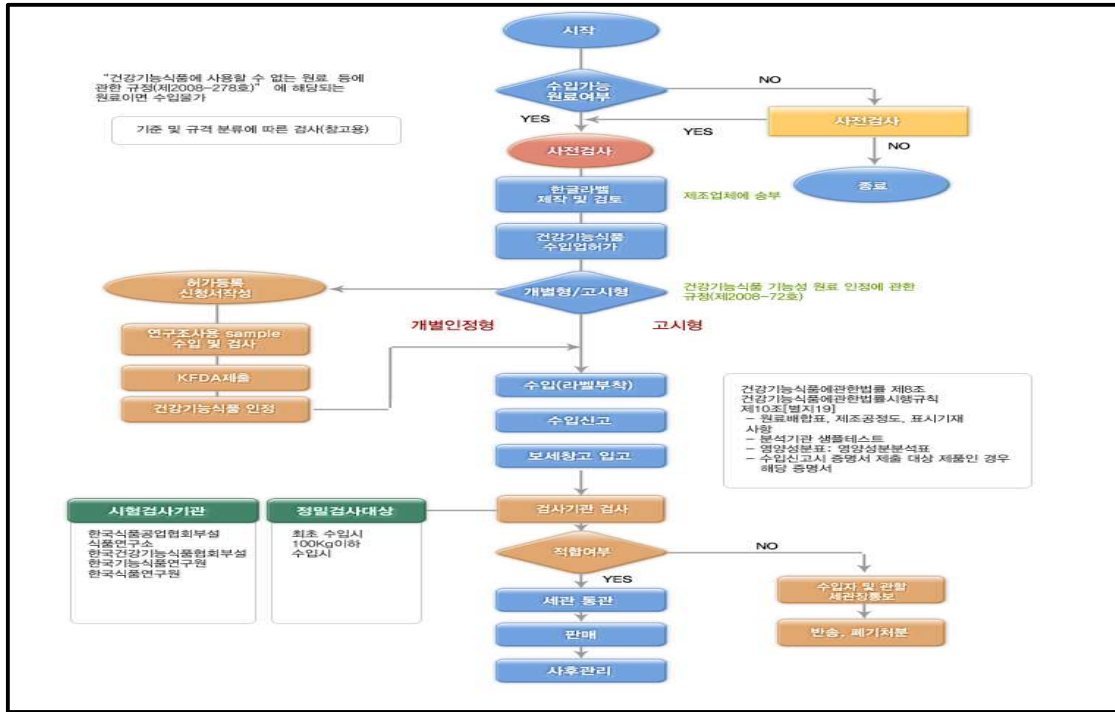 시작
“건강기능식품에 사용할 수 없는 원료 등에
관한 규정(제2008-278호)” 에 해당되는
원료이면 수입불가
기준 및 규격 분류에 따른 검사(참고용)
수입가능
원료여부
NO
YES
사전검사
YES
NO
사전검사
종료
한글라벨
제작 및 검토
제조업체에 송부
건강기능식품
수입업허가
개별형/고시형
건강기능식품 기능성 원료 인정에 관한
규정(제2008-72호)
허가등록
신청서작성
연구조사용 sample
수입 및 검사
KFDA제출
건강기능식품 인정
개별인정형
고시형
수입(라벨부착)
수입신고
보세창고 입고
건강기능식품에관한법률 제8조
건강기능식품에관한법률시행규칙
제10조[별지19]
- 원료배합표, 제조공정도, 표시기재
사항
- 분석기관 샘플테스트
- 영양성분표: 영양성분분석표
- 수입신고시 증명서 제출 대상 제품인 경우
해당 증명서
시험검사기관
한국식품공업협회부설
식품연구소
한국건강기능식품협회부설
한국기능식품연구원
한국식품연구원
정밀검사대상
최초 수입시
100Kg이하
수입시
검사기관 검사
적합여부
NO
YES
수입자 및 관할
세관장통보
반송, 폐기처분
세관 통관
판매
사후관리